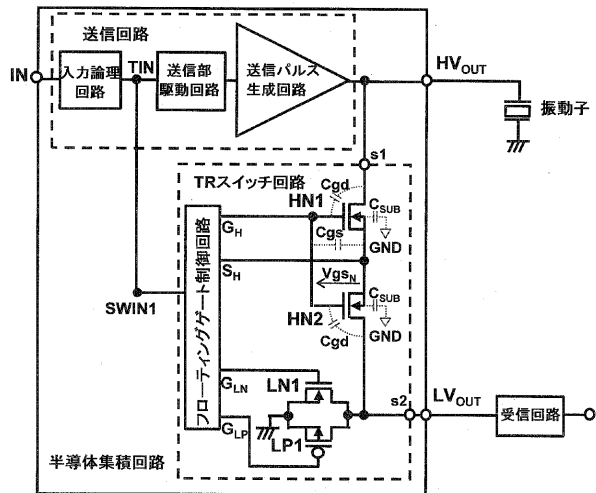 送信回路
IN
入力論理
回路
TIN
送信部
駆動回路
送信パルス
生成回路
HVOUT
振動子
s1
TRスイッチ回路
HN1
Cgd
CSUB
GH
Cgs
GND
SH
VgsN
CSUB
SWIN1
フローティングゲート制御回路
HN2
GND
Cgd
GLN
LN1
s2
LVOUT
受信回路
GLP
LP1
半導体集積回路